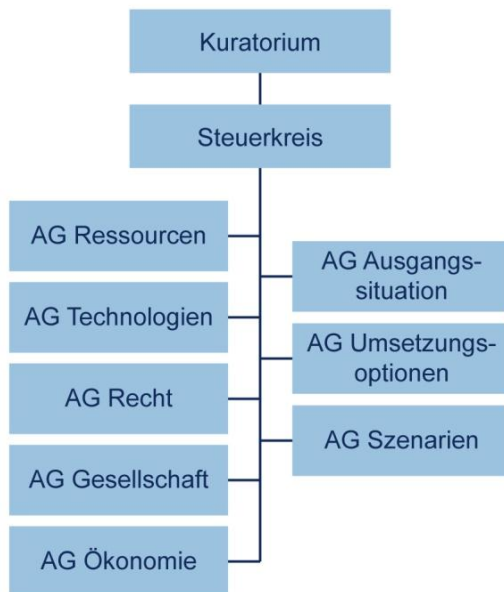 Kuratorium
Steuerkreis
AG Ressourcen
AG Technologien
AG Recht
AG Gesellschaft
AG Ökonomie
AG Ausgangs-
situation
AG Umsetzungs-
optionen
AG Szenarien